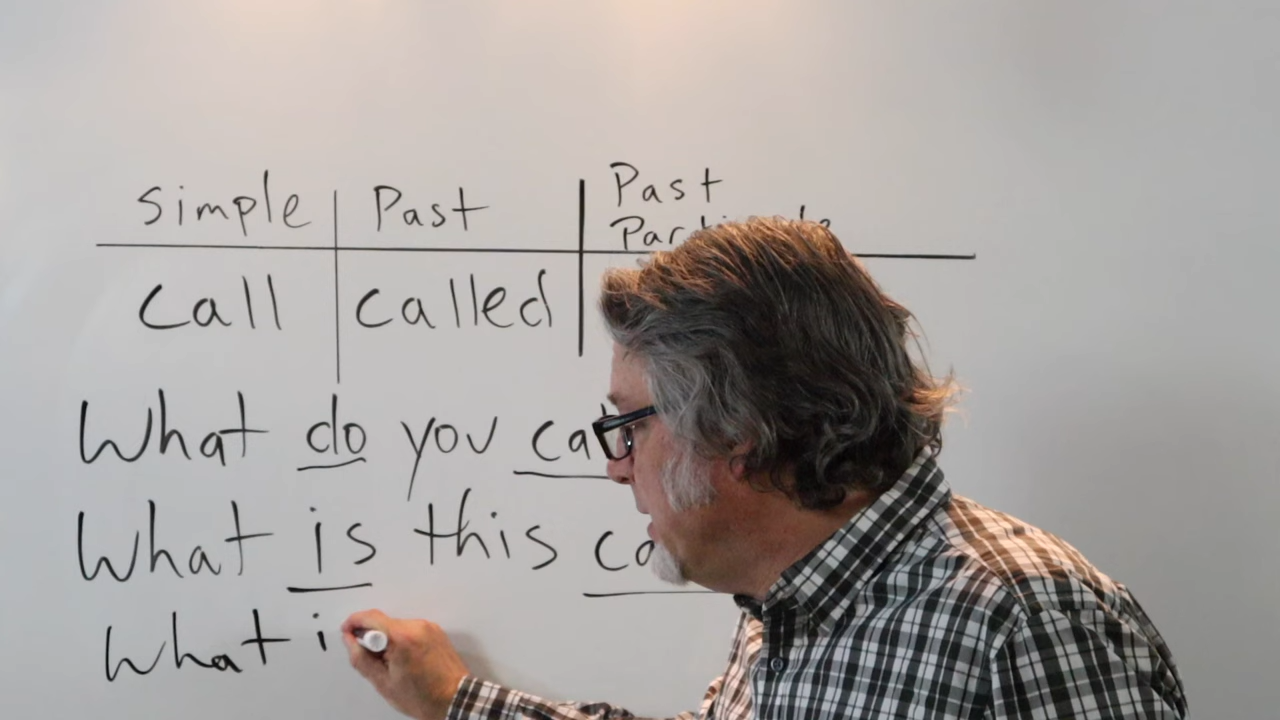 Simple Past Past
call called
What do you
What is this
What